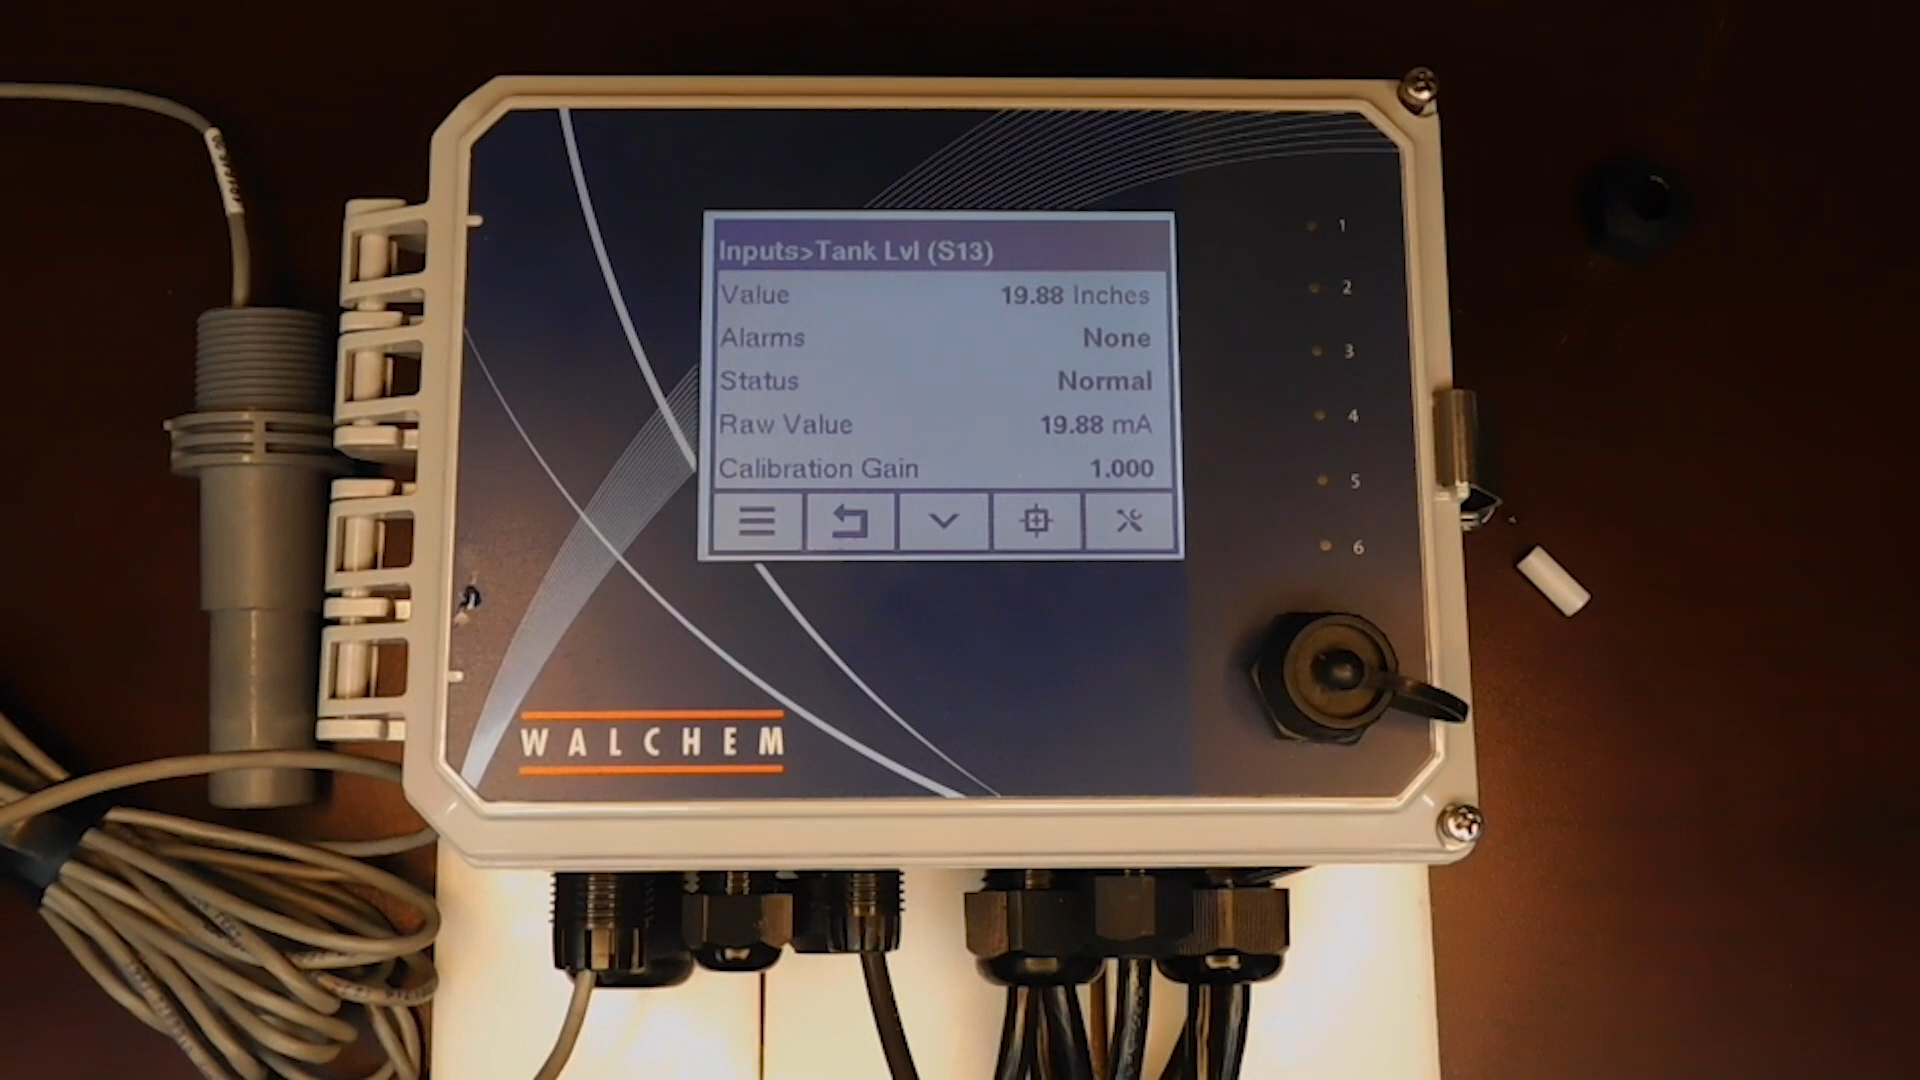 Inputs>Tank Lvl (S13)
Value 19.88 Inches
Alarms None
Status Normal
Raw Value 19.88 mA
Calibration Gain 1.000
1
2
3
4
5
6
WALCHEM